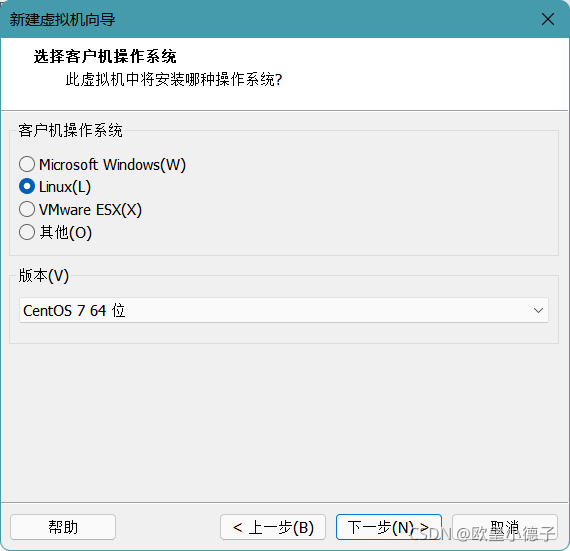 新建虚拟机向导
选择客户机操作系统
此虚拟机中将安装哪种操作系统?
客户机操作系统
Microsoft Windows(W)
Linux(L)
VMware ESX(X)
其他(O)
版本(V)
CentOS 7 64 位
帮助
< 上一步(B)
下一步(N) >
取消
CSDN @欧皇小德子